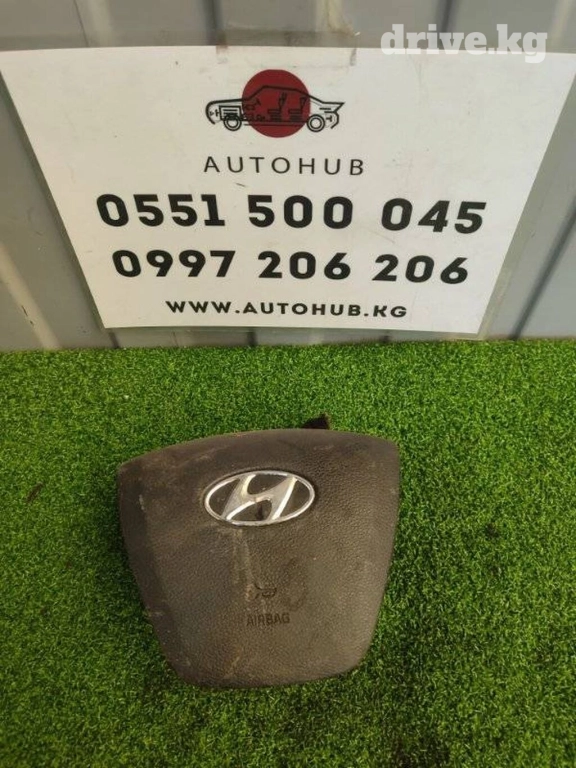 drive.kg
AUTOHUB
0551 500 045
0997 206 206
WWW.AUTOHUB.KG
AIRBAG